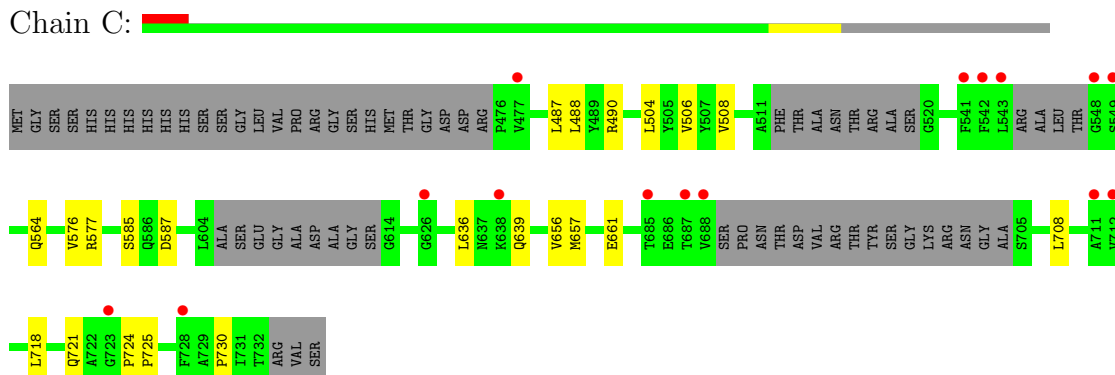 Chain C:
MET GLY SER SER HIS HIS HIS HIS HIS HIS SER SER GLY LEU VAL PRO ARG GLY SER HIS MET THR GLY ASP ASP ARG P476 V477 L487 L488 Y489 R490 L504 Y505 V506 Y507 V508 A511 PHE THR ALA ASN THR ARG ALA SER G520 F541 F542 L543 ARG ALA LEU THR G548 S549
Q564 V576 R577 S585 Q586 D587 L604 ALA SER GLU GLY ALA ASP ALA GLY SER G614 G626 L636 N637 K638 Q639 V656 M657 E661 T685 E686 T687 V688 SER PRO ASN THR ASP VAL ARG THR TYR SER GLY LYS ARG ASN GLY ALA S705 L708 A711 V712
L718 Q721 A722 G723 P724 P725 F728 A729 P730 I731 T732 ARG VAL SER